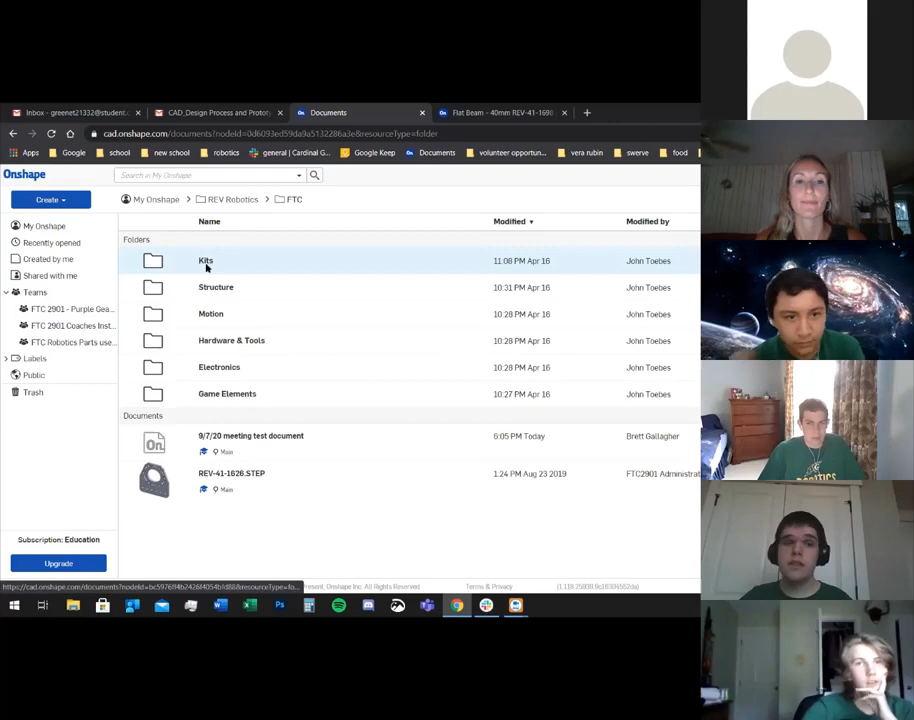 Inbox - greenet21332@student.
CAD_Design Process and Protot
Documents
Flat Beam - 40mm REV-41-169
cad.onshape.com/documents?nodeId=0d6093ed59da9a5132286a3e&resourceType=folder
Apps
Google
school
new school
robotics
general | Cardinal G...
Google Keep
Documents
volunteer opportun...
vera rubin
swerve
food
Onshape
Search in My Onshape
Create
My Onshape
REV Robotics
FTC
My Onshape
Recently opened
Created by me
Shared with me
Teams
FTC 2901 - Purple Gea...
FTC 2901 Coaches Inst...
FTC Robotics Parts use...
Labels
Public
Trash
Name
Modified
Modified by
Folders
Kits
11:08 PM Apr 16
John Toebes
Structure
10:31 PM Apr 16
John Toebes
Motion
10:28 PM Apr 16
John Toebes
Hardware & Tools
10:28 PM Apr 16
John Toebes
Electronics
10:28 PM Apr 16
John Toebes
Game Elements
10:27 PM Apr 16
John Toebes
Documents
9/7/20 meeting test document
6:05 PM Today
Brett Gallagher
Main
REV-41-1626.STEP
1:24 PM Aug 23 2019
FTC2901 Administrat
Main
Subscription: Education
Upgrade
present, Onshape Inc. All Rights Reserved.
Terms & Privacy